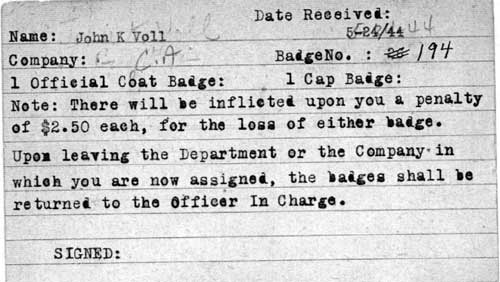 Date Received:
Name: John K Voll 5-24/44
Company: C.A. BadgeNo. : 194
1 Official Coat Badge: 1 Cap Badge:
Note: There will be inflicted upon you a penalty
of $2.50 each, for the loss of either badge.
Upon leaving the Department or the Company in
which you are now assigned, the badges shall be
returned to the Officer In Charge.
SIGNED: